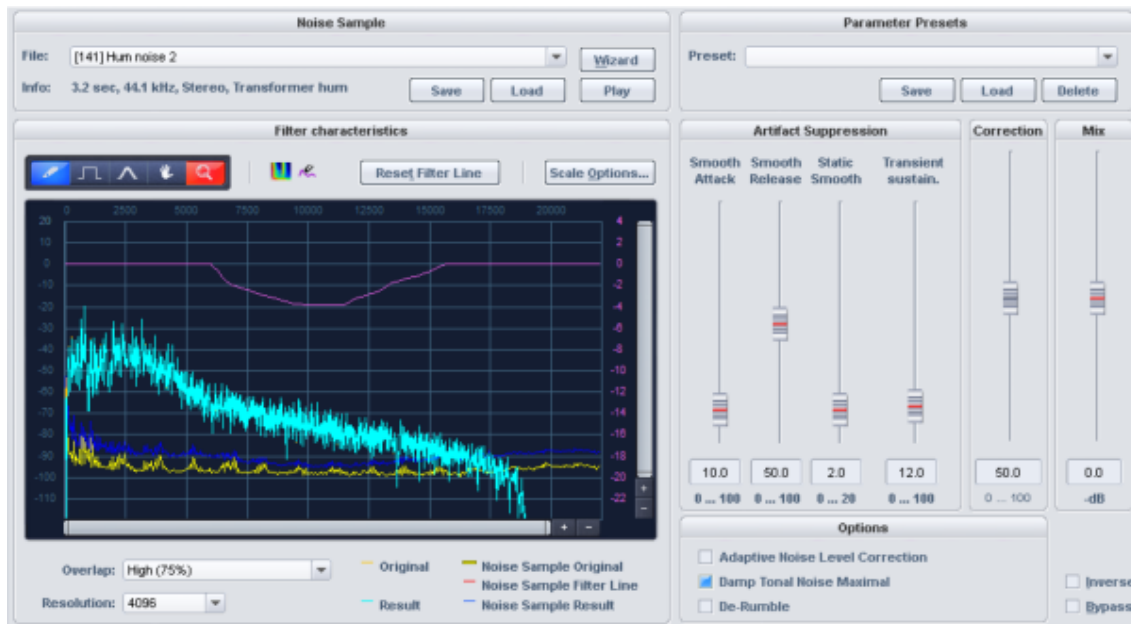 Noise Sample
File: [141] Hum noise 2 Wizard
Info: 3.2 sec, 44.1 kHz, Stereo, Transformer hum Save Load Play
Parameter Presets
Preset:
Save Load Delete
Filter characteristics
Reset Filter Line Scale Options...
0 2500 5000 7500 10000 12500 15000 17500 20000
20 4
10 2
0 0
-10 -2
-20 -4
-30 -6
-40 -8
-50 -10
-60 -12
-70 -14
-80 -16
-90 -18
-100 -20
-110 -22
+ -
+ -
Overlap: High (75%)
Resolution: 4096
Original Noise Sample Original
Noise Sample Filter Line
Result Noise Sample Result
Artifact Suppression
Smooth Attack Smooth Release Static Smooth Transient sustain.
10.0 50.0 2.0 12.0
0 ... 100 0 ... 100 0 ... 20 0 ... 100
Correction
50.0
0 ... 100
Mix
0.0
-dB
Options
Adaptive Noise Level Correction
Damp Tonal Noise Maximal
De-Rumble
Inverse
Bypass